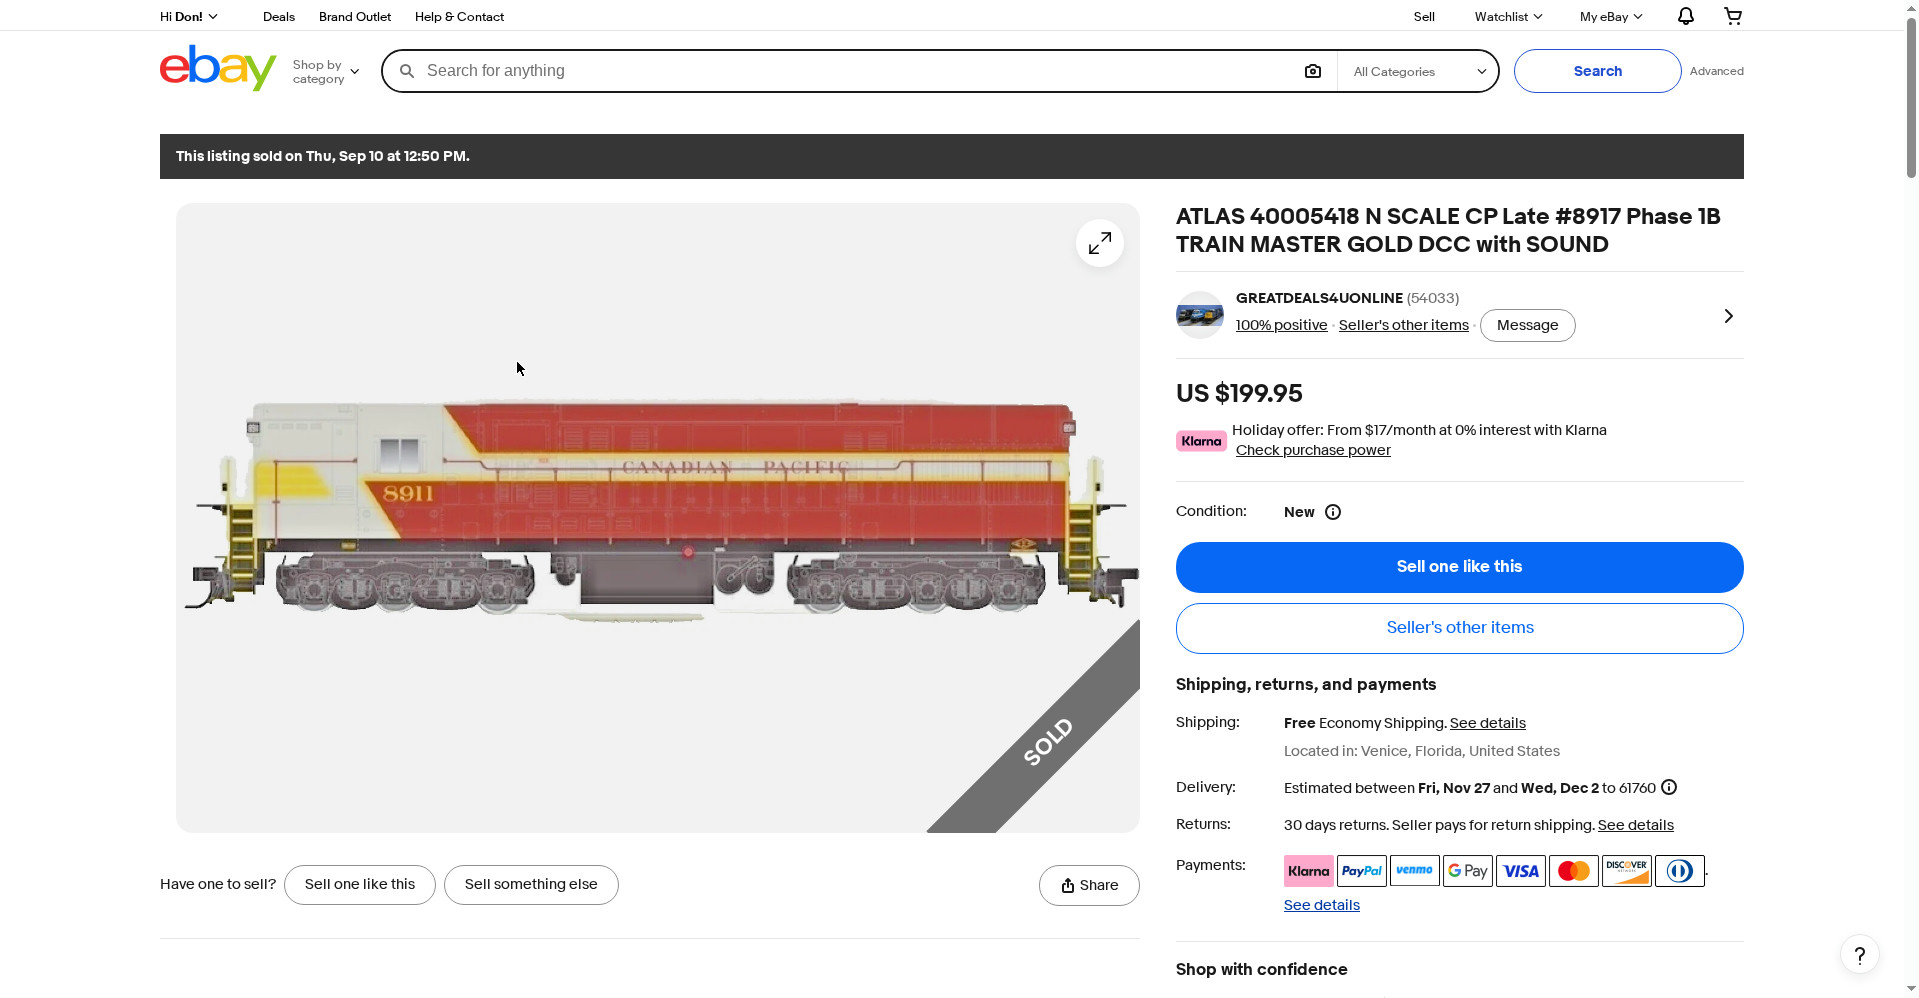 Hi Don!
Deals
Brand Outlet
Help & Contact
Sell
Watchlist
My eBay
ebay
Shop by
category
Search for anything
All Categories
Search
Advanced
This listing sold on Thu, Sep 10 at 12:50 PM.
CANADIAN PACIFIC
8911
SOLD
Have one to sell?
Sell one like this
Sell something else
Share
ATLAS 40005418 N SCALE CP Late #8917 Phase 1B
TRAIN MASTER GOLD DCC with SOUND
GREATDEALS4UONLINE (54033)
100% positive · Seller's other items · Message
US $199.95
Klarna Holiday offer: From $17/month at 0% interest with Klarna
Check purchase power
Condition: New
Sell one like this
Seller's other items
Shipping, returns, and payments
Shipping: Free Economy Shipping. See details
Located in: Venice, Florida, United States
Delivery: Estimated between Fri, Nov 27 and Wed, Dec 2 to 61760
Returns: 30 days returns. Seller pays for return shipping. See details
Payments: Klarna PayPal venmo G Pay VISA DISCOVER .
See details
Shop with confidence
?